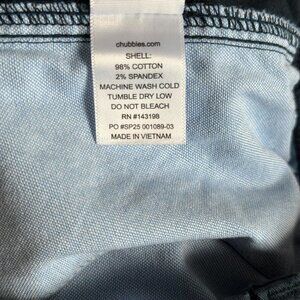 chubbies.com
SHELL:
98% COTTON
2% SPANDEX
MACHINE WASH COLD
TUMBLE DRY LOW
DO NOT BLEACH
RN #143198
PO #SP25 001089-03
MADE IN VIETNAM